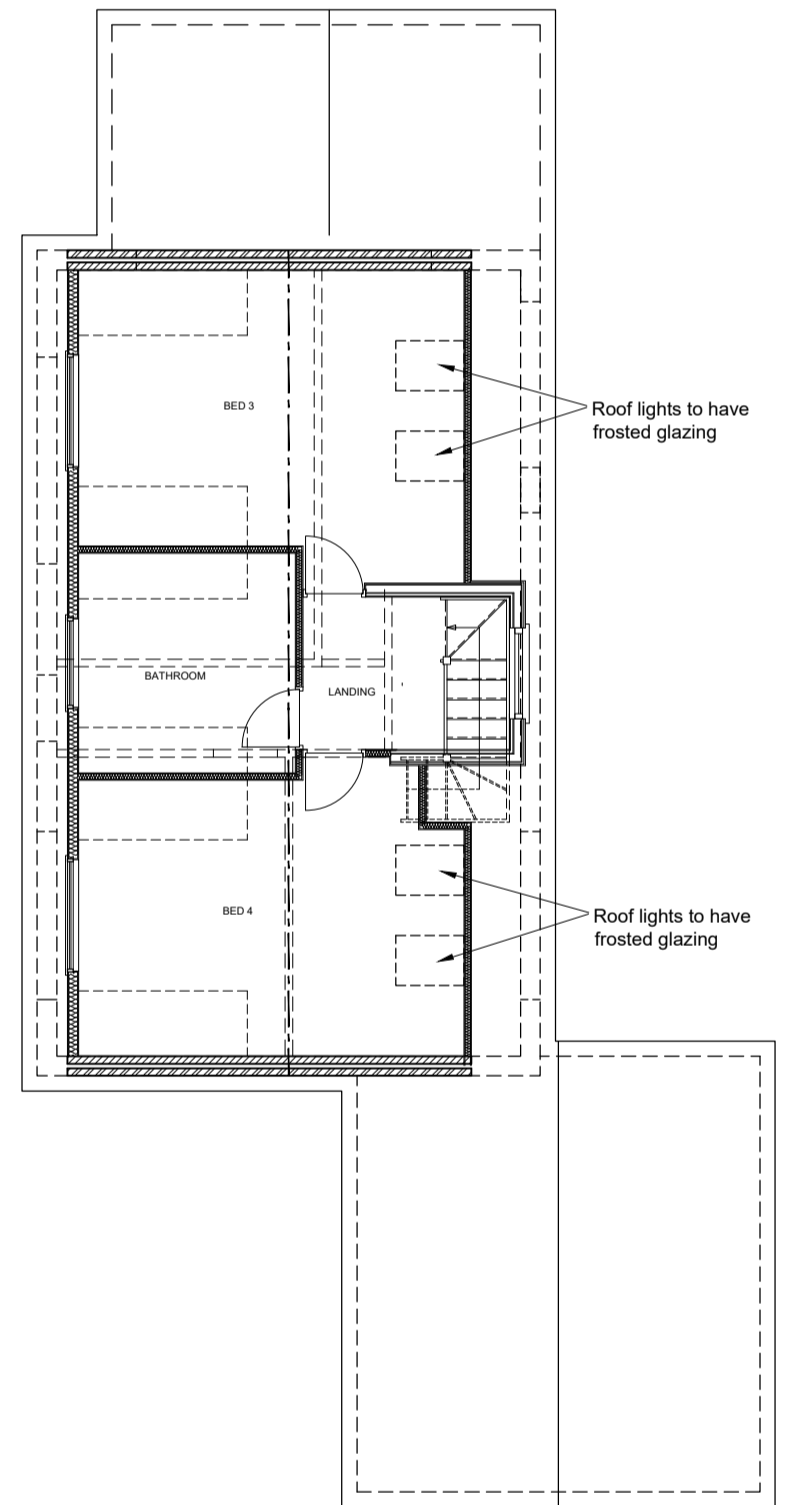 BED 3
Roof lights to have
frosted glazing
BATHROOM
LANDING
BED 4
Roof lights to have
frosted glazing